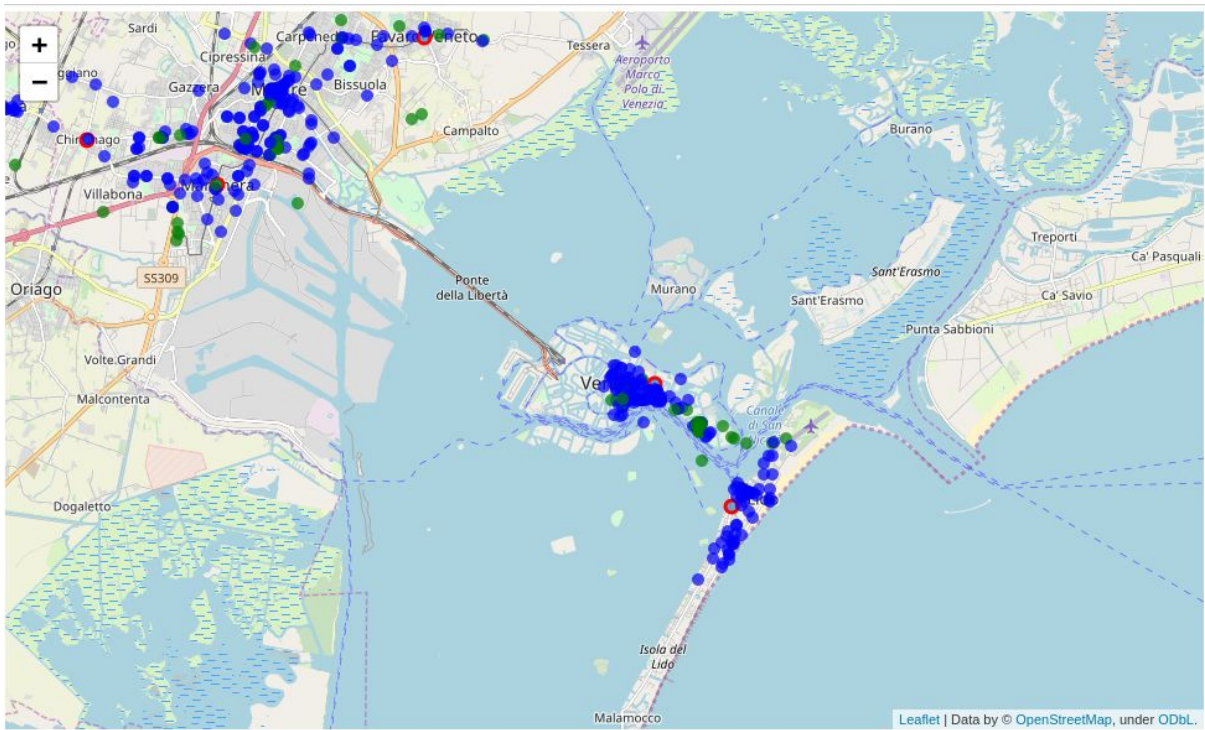 +
−
Sardi
Carpenedo
Favaro Veneto
Tessera
Cipressina
Aeroporto
Marco
Polo di
Venezia
Gazzera
Bissuola
Burano
Campalto
Villabona
SS309
Oriago
Ponte
della Libertà
Murano
Sant'Erasmo
Sant'Erasmo
Treporti
Ca' Pasquali
Ca' Savio
Punta Sabbioni
Volte Grandi
Malcontenta
Canale
di San
Dogaletto
Isola del
Lido
Malamocco
Leaflet | Data by © OpenStreetMap, under ODbL.